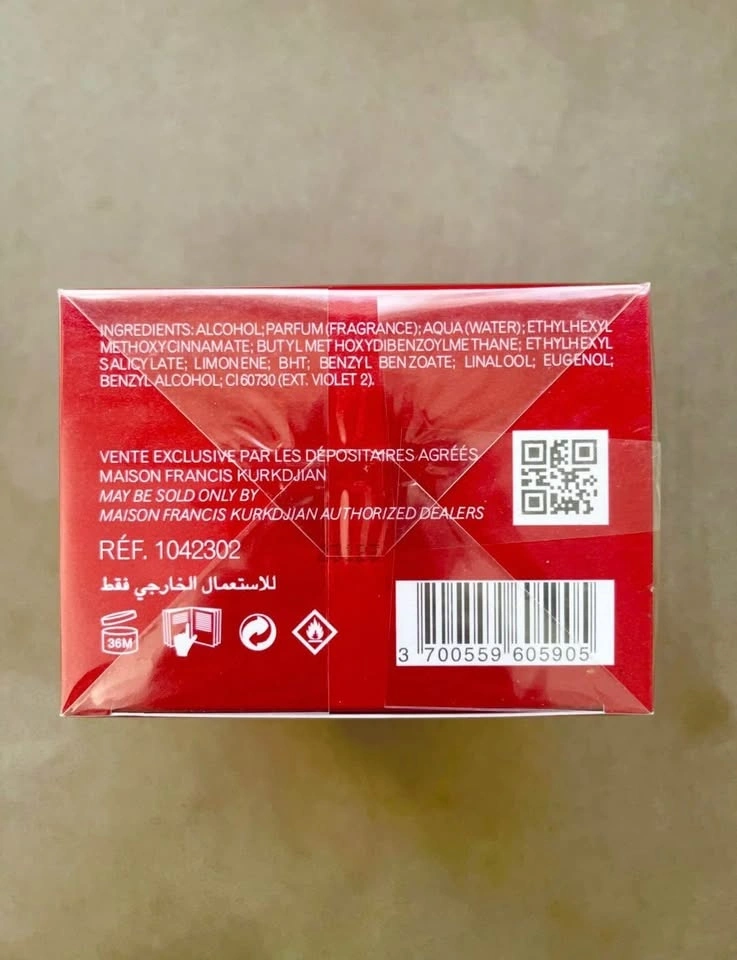 INGREDIENTS: ALCOHOL; PARFUM (FRAGRANCE); AQUA (WATER); ETHYLHEXYL
METHOXYCINNAMATE; BUTYL METHOXYDIBENZOYLMETHANE; ETHYLHEXYL
SALICYLATE; LIMONENE; BHT; BENZYL BENZOATE; LINALOOL; EUGENOL;
BENZYL ALCOHOL; CI 60730 (EXT. VIOLET 2).
VENTE EXCLUSIVE PAR LES DÉPOSITAIRES AGRÉÉS
MAISON FRANCIS KURKDJIAN
MAY BE SOLD ONLY BY
MAISON FRANCIS KURKDJIAN AUTHORIZED DEALERS
RÉF. 1042302
للاستعمال الخارجي فقط
36M
3 700559 605905